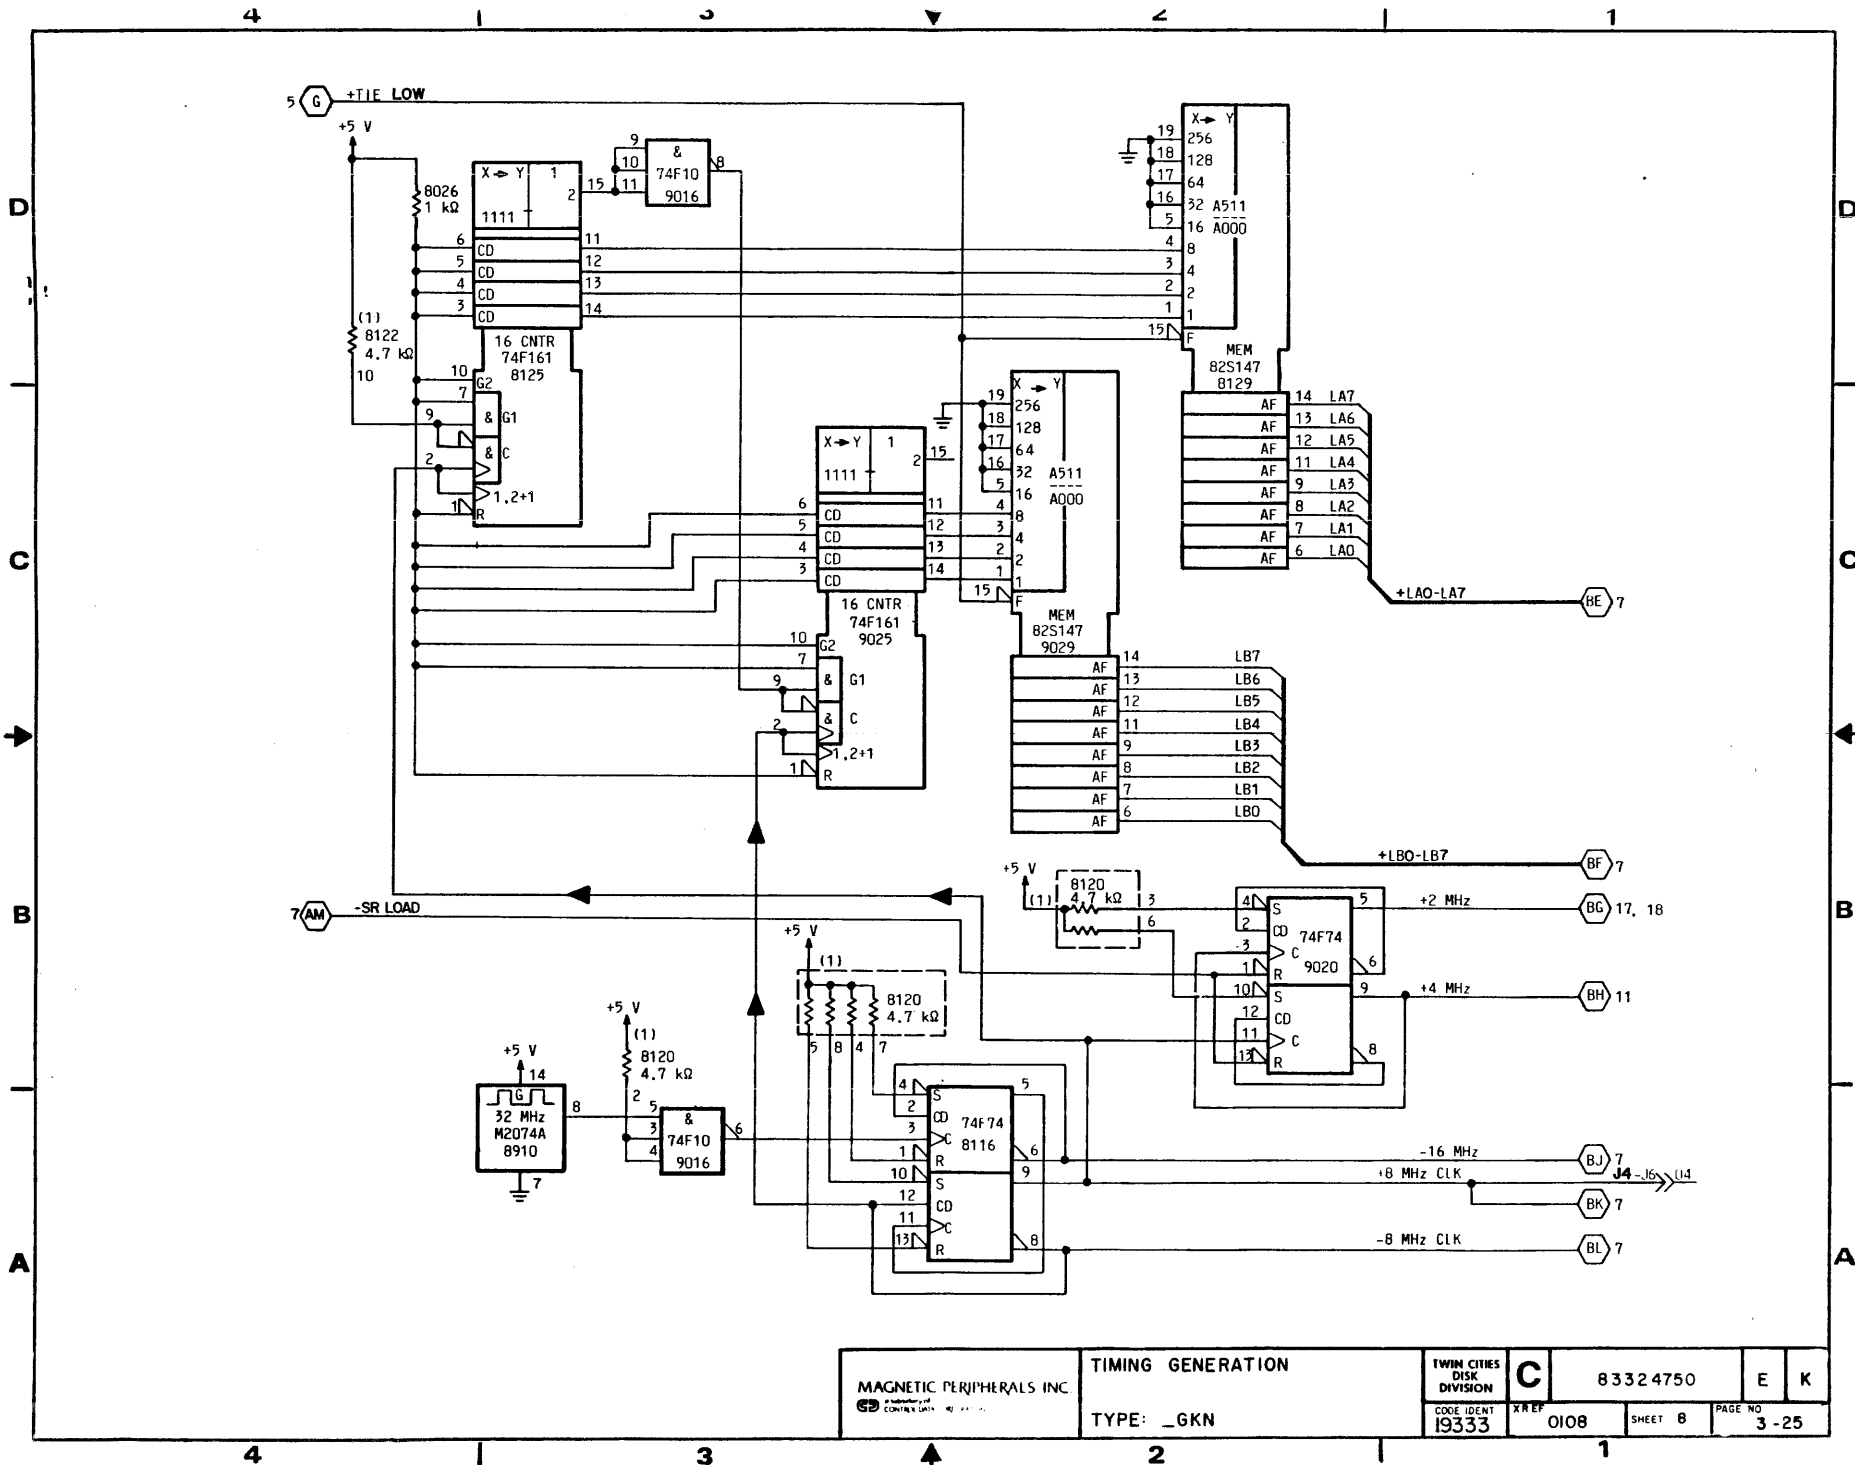 4 3 2 1
5 G +TIE LOW
+5 V
8026
1 kΩ
(1)
8122
4.7 kΩ
10
X→Y 1
2
1111
15
9
10
11
&
74F10
9016
8
6 CD 11
5 CD 12
4 CD 13
3 CD 14
16 CNTR
74F161
8125
10 G2
7
9 & G1
& C
2
1,2+1
1 R
X→Y
19 256
18 128
17 64
16 32 A511
5 16 A000
4 8
3 4
2 2
1 1
15 F
MEM
82S147
8129
AF 14 LA7
AF 13 LA6
AF 12 LA5
AF 11 LA4
AF 9 LA3
AF 8 LA2
AF 7 LA1
AF 6 LA0
+LA0-LA7
BE 7
X→Y 1
2 15
1111
6 CD 11
5 CD 12
4 CD 13
3 CD 14
16 CNTR
74F161
9025
10 G2
7
9 & G1
& C
2
1,2+1
1 R
X→Y
19 256
18 128
17 64
16 32 A511
5 16 A000
4 8
3 4
2 2
1 1
15 F
MEM
82S147
9029
AF 14 LB7
AF 13 LB6
AF 12 LB5
AF 11 LB4
AF 9 LB3
AF 8 LB2
AF 7 LB1
AF 6 LB0
+LB0-LB7
BF 7
7 AM -SR LOAD
+5 V
(1)
8120
4.7 kΩ
3
6
4 S 5
2 CD 74F74
3 C
9020 6
1 R
10 S 9
12 CD
11 C
13 R 8
+2 MHz BG 17, 18
+4 MHz BH 11
+5 V
(1)
8120
4.7 kΩ
5 8 4 7
+5 V
(1)
8120
4.7 kΩ
2
+5 V
14
G
32 MHz
M2074A
8910
8
7
5
3
4
&
74F10
9016
6
4 S 5
2 CD 74F74
3 C 8116
1 R 6
10 S 9
12 CD
11 C
13 R 8
-16 MHz BJ 7
+8 MHz CLK J4-J6 J4
BK 7
-8 MHz CLK BL 7
D D
C C
B B
A A
MAGNETIC PERIPHERALS INC.
a subsidiary of
CONTROL DATA
TIMING GENERATION
TYPE: _GKN
TWIN CITIES
DISK
DIVISION
C
83324750
E K
CODE IDENT
19333
XREF
0108
SHEET 8
PAGE NO
3-25
4 3 2 1